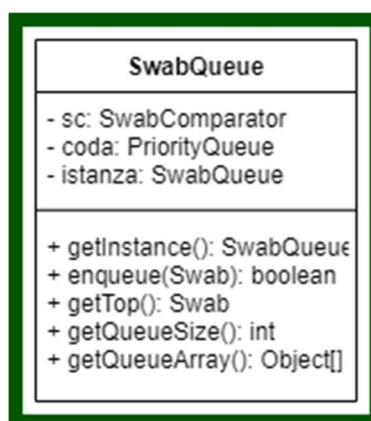 SwabQueue
- sc: SwabComparator
- coda: PriorityQueue
- istanza: SwabQueue
+ getInstance(): SwabQueue
+ enqueue(Swab): boolean
+ getTop(): Swab
+ getQueueSize(): int
+ getQueueArray(): Object[]